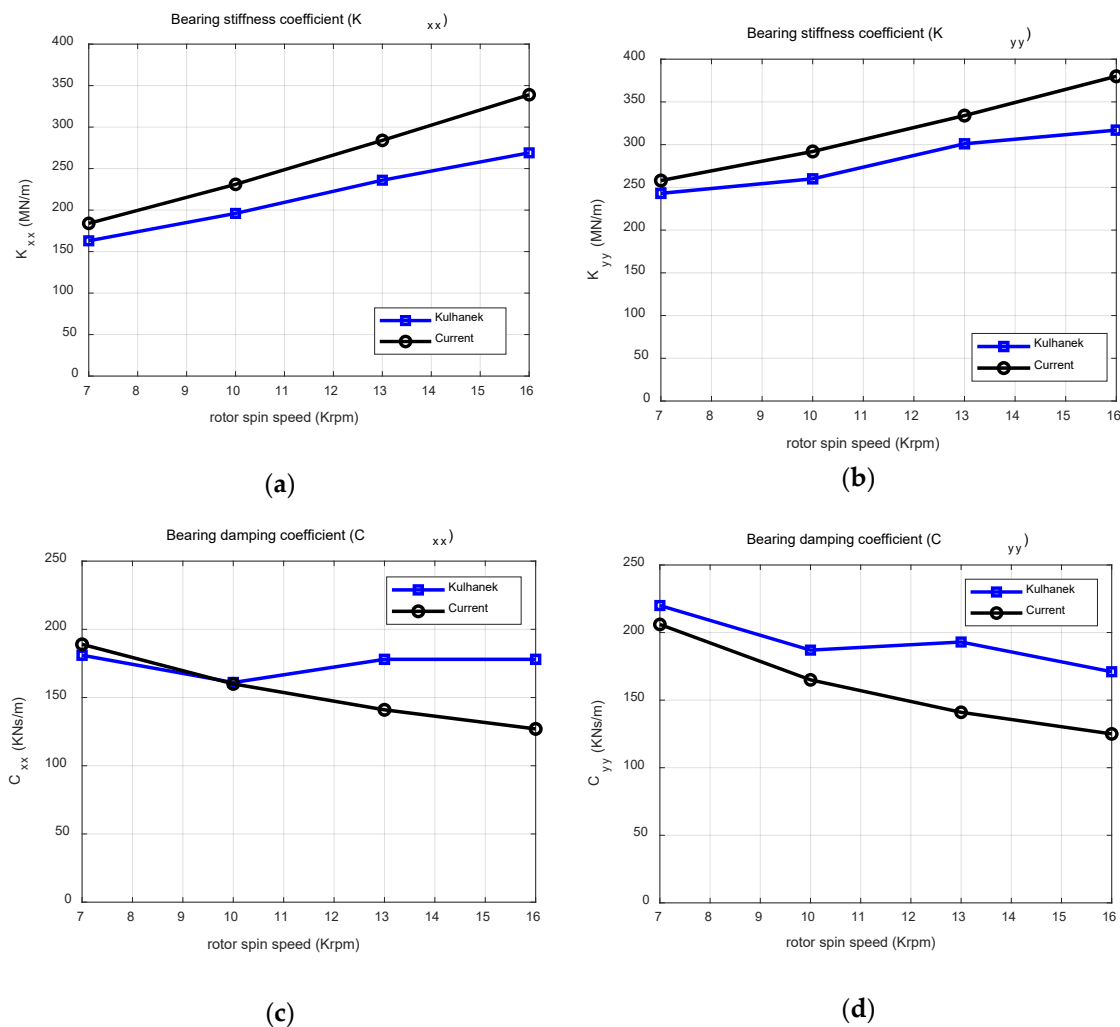 Bearing stiffness coefficient (K xx)
400
350
300
250
200
150
100
50
0
K xx (MN/m)
Kulhanek
Current
7 8 9 10 11 12 13 14 15 16
rotor spin speed (Krpm)
(a)
Bearing stiffness coefficient (K yy)
400
350
300
250
200
150
100
50
0
K yy (MN/m)
Kulhanek
Current
7 8 9 10 11 12 13 14 15 16
rotor spin speed (Krpm)
(b)
Bearing damping coefficient (C xx)
250
200
150
100
50
0
C xx (KNs/m)
Kulhanek
Current
7 8 9 10 11 12 13 14 15 16
rotor spin speed (Krpm)
(c)
Bearing damping coefficient (C yy)
250
200
150
100
50
0
C yy (KNs/m)
Kulhanek
Current
7 8 9 10 11 12 13 14 15 16
rotor spin speed (Krpm)
(d)